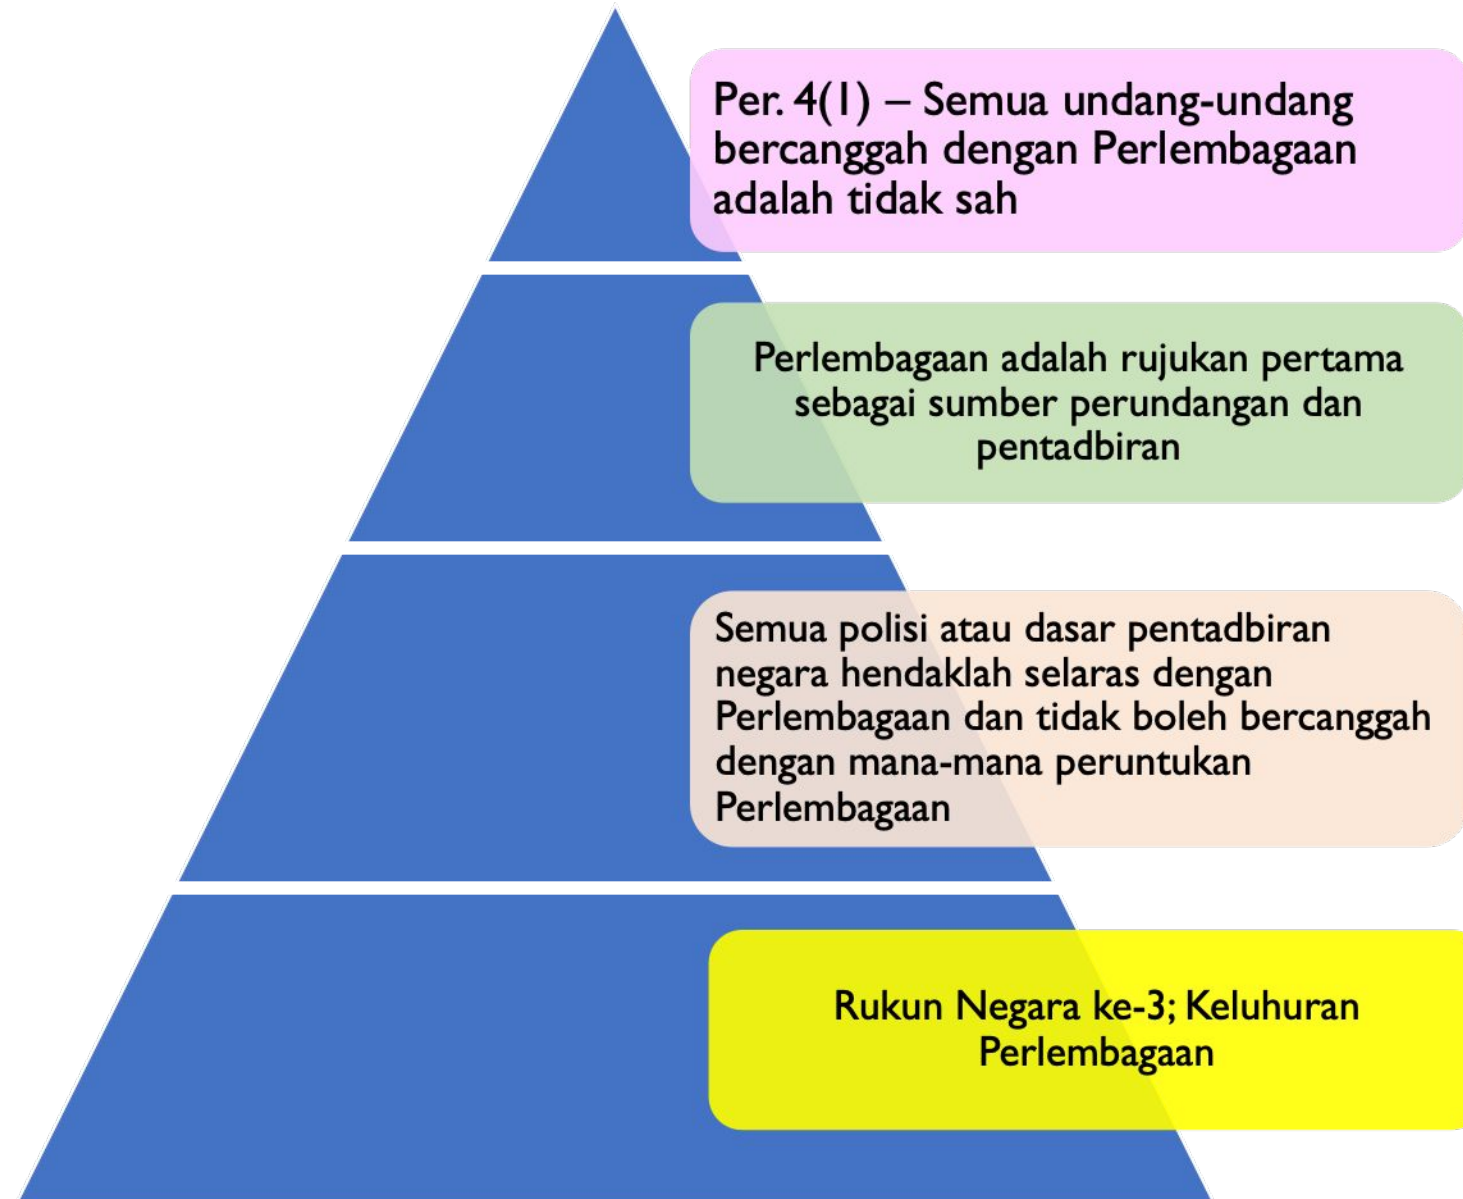 Per. 4(1) – Semua undang-undang
bercanggah dengan Perlembagaan
adalah tidak sah
Perlembagaan adalah rujukan pertama
sebagai sumber perundangan dan
pentadbiran
Semua polisi atau dasar pentadbiran
negara hendaklah selaras dengan
Perlembagaan dan tidak boleh bercanggah
dengan mana-mana peruntukan
Perlembagaan
Rukun Negara ke-3; Keluhuran
Perlembagaan